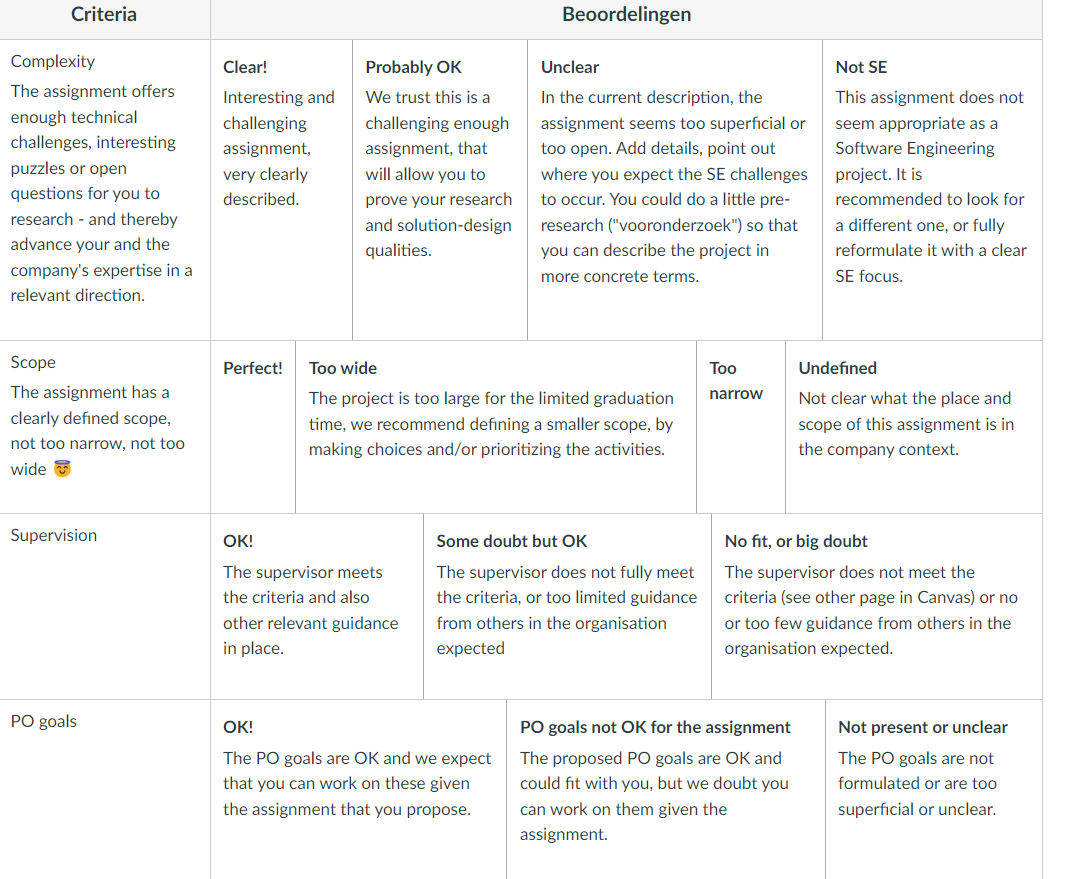 Criteria
Beoordelingen
Complexity
The assignment offers
enough technical
challenges, interesting
puzzles or open
questions for you to
research - and thereby
advance your and the
company's expertise in a
relevant direction.
Clear!
Interesting and
challenging
assignment,
very clearly
described.
Probably OK
We trust this is a
challenging enough
assignment, that
will allow you to
prove your research
and solution-design
qualities.
Unclear
In the current description, the
assignment seems too superficial or
too open. Add details, point out
where you expect the SE challenges
to occur. You could do a little pre-
research ("vooronderzoek") so that
you can describe the project in
more concrete terms.
Not SE
This assignment does not
seem appropriate as a
Software Engineering
project. It is
recommended to look for
a different one, or fully
reformulate it with a clear
SE focus.
Scope
The assignment has a
clearly defined scope,
not too narrow, not too
wide 😇
Perfect!
Too wide
The project is too large for the limited graduation
time, we recommend defining a smaller scope, by
making choices and/or prioritizing the activities.
Too
narrow
Undefined
Not clear what the place and
scope of this assignment is in
the company context.
Supervision
OK!
The supervisor meets
the criteria and also
other relevant guidance
in place.
Some doubt but OK
The supervisor does not fully meet
the criteria, or too limited guidance
from others in the organisation
expected
No fit, or big doubt
The supervisor does not meet the
criteria (see other page in Canvas) or no
or too few guidance from others in the
organisation expected.
PO goals
OK!
The PO goals are OK and we expect
that you can work on these given
the assignment that you propose.
PO goals not OK for the assignment
The proposed PO goals are OK and
could fit with you, but we doubt you
can work on them given the
assignment.
Not present or unclear
The PO goals are not
formulated or are too
superficial or unclear.